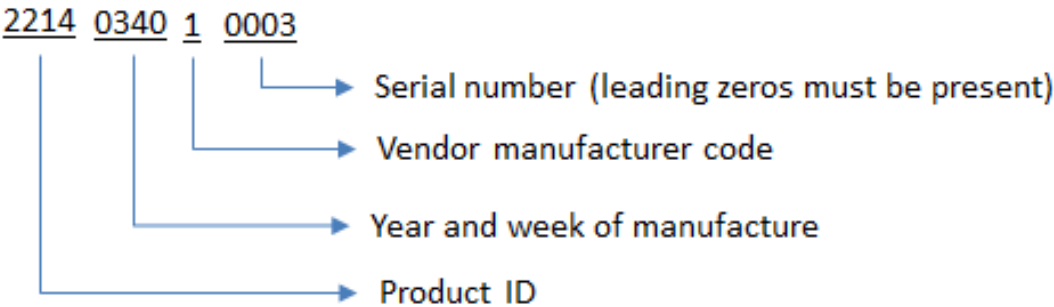 2214 0340 1 0003
Serial number (leading zeros must be present)
Vendor manufacturer code
Year and week of manufacture
Product ID